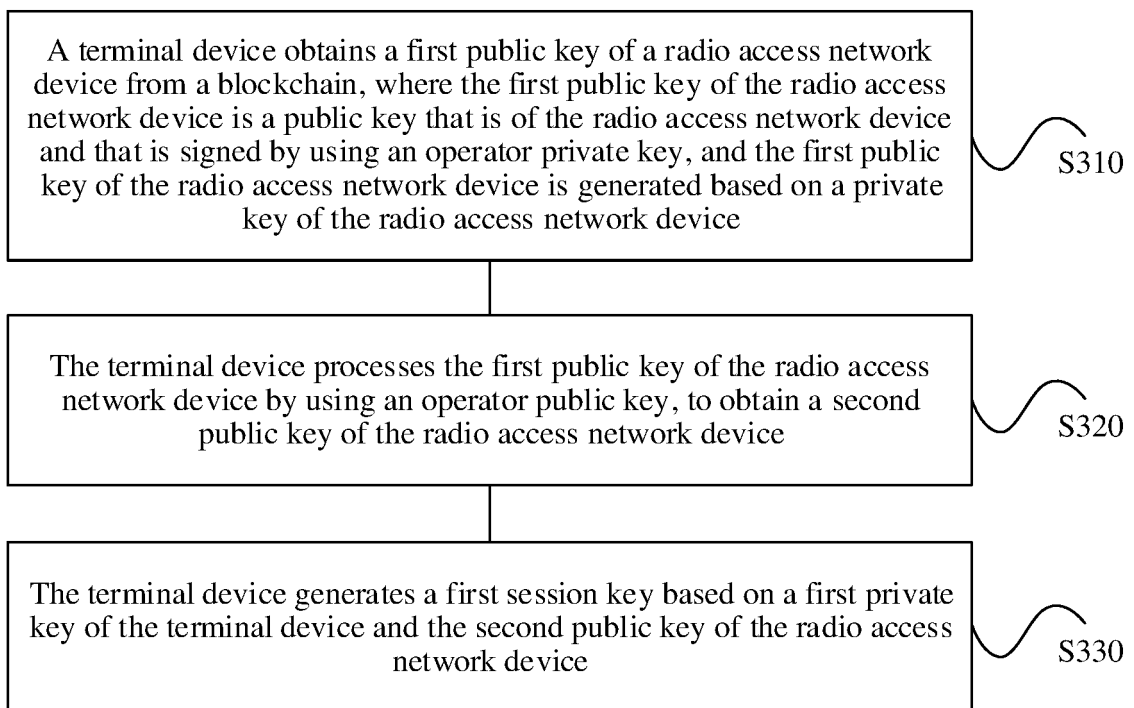 A terminal device obtains a first public key of a radio access network
device from a blockchain, where the first public key of the radio access
network device is a public key that is of the radio access network device
and that is signed by using an operator private key, and the first public
key of the radio access network device is generated based on a private
key of the radio access network device
S310
The terminal device processes the first public key of the radio access
network device by using an operator public key, to obtain a second
public key of the radio access network device
S320
The terminal device generates a first session key based on a first private
key of the terminal device and the second public key of the radio access
network device
S330